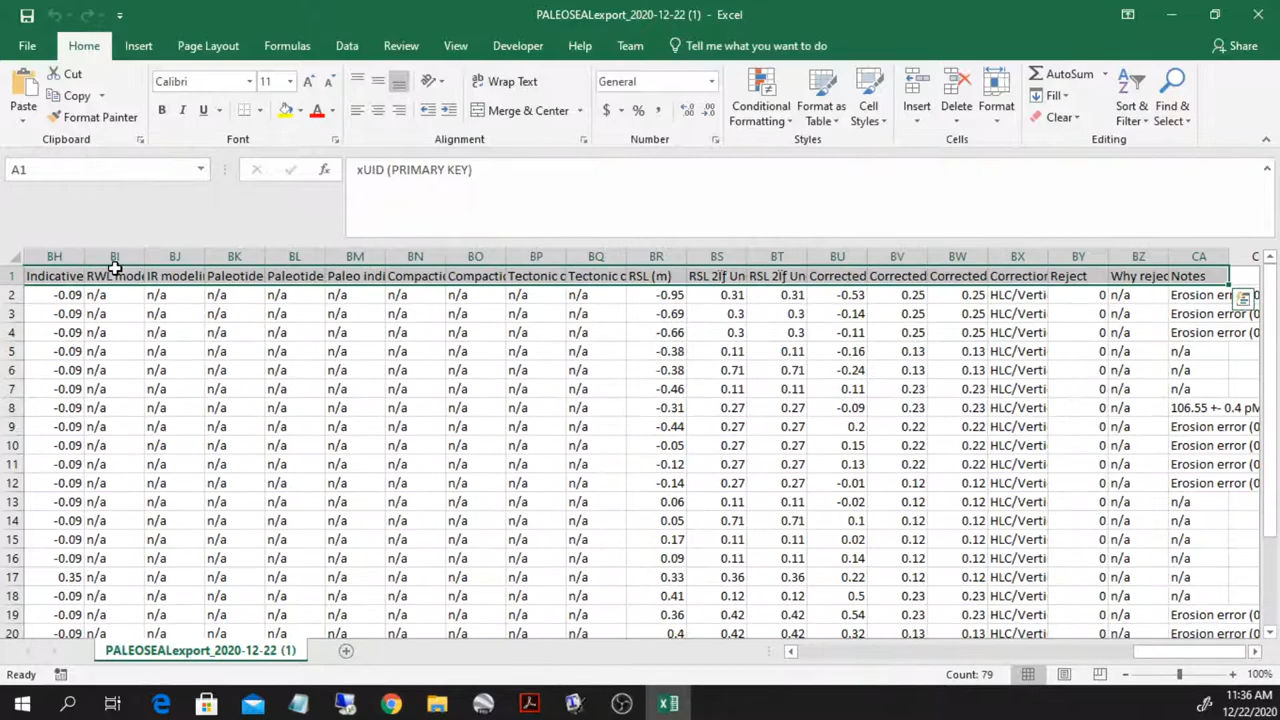 PALEOSEALexport_2020-12-22 (1) - Excel
File Home Insert Page Layout Formulas Data Review View Developer Help Team Tell me what you want to do Share
Paste Cut Copy Format Painter
Calibri 11
B I U
Wrap Text
Merge & Center
General
$ % ,
Conditional Formatting Format as Table Cell Styles
Insert Delete Format
AutoSum Fill Clear
Sort & Filter Find & Select
Clipboard Font Alignment Number Styles Cells Editing
A1 fx xUID (PRIMARY KEY)
BH BI BJ BK BL BM BN BO BP BQ BR BS BT BU BV BW BX BY BZ CA
1 Indicative RWL mode IR modelin Paleotide Paleotide Paleo indi Compactic Compactic Tectonic c Tectonic c RSL (m) RSL 2Ïƒ Un RSL 2Ïƒ Un Corrected Corrected Corrected Correction Reject Why rejec Notes
2 -0.09 n/a n/a n/a n/a n/a n/a n/a n/a n/a -0.95 0.31 0.31 -0.53 0.25 0.25 HLC/Verti 0 n/a Erosion err (0
3 -0.09 n/a n/a n/a n/a n/a n/a n/a n/a n/a -0.69 0.3 0.3 -0.14 0.25 0.25 HLC/Verti 0 n/a Erosion error (0
4 -0.09 n/a n/a n/a n/a n/a n/a n/a n/a n/a -0.66 0.3 0.3 -0.11 0.25 0.25 HLC/Verti 0 n/a Erosion error (0
5 -0.09 n/a n/a n/a n/a n/a n/a n/a n/a n/a -0.38 0.11 0.11 -0.16 0.13 0.13 HLC/Verti 0 n/a n/a
6 -0.09 n/a n/a n/a n/a n/a n/a n/a n/a n/a -0.38 0.71 0.71 -0.24 0.13 0.13 HLC/Verti 0 n/a n/a
7 -0.09 n/a n/a n/a n/a n/a n/a n/a n/a n/a -0.46 0.11 0.11 0.11 0.23 0.23 HLC/Verti 0 n/a n/a
8 -0.09 n/a n/a n/a n/a n/a n/a n/a n/a n/a -0.31 0.27 0.27 -0.09 0.23 0.23 HLC/Verti 0 n/a 106.55 +- 0.4 pM
9 -0.09 n/a n/a n/a n/a n/a n/a n/a n/a n/a -0.44 0.27 0.27 0.2 0.22 0.22 HLC/Verti 0 n/a Erosion error (0
10 -0.09 n/a n/a n/a n/a n/a n/a n/a n/a n/a -0.05 0.27 0.27 0.15 0.22 0.22 HLC/Verti 0 n/a Erosion error (0
11 -0.09 n/a n/a n/a n/a n/a n/a n/a n/a n/a -0.12 0.27 0.27 0.13 0.22 0.22 HLC/Verti 0 n/a Erosion error (0
12 -0.09 n/a n/a n/a n/a n/a n/a n/a n/a n/a -0.14 0.27 0.27 -0.01 0.12 0.12 HLC/Verti 0 n/a Erosion error (0
13 -0.09 n/a n/a n/a n/a n/a n/a n/a n/a n/a 0.06 0.11 0.11 -0.02 0.12 0.12 HLC/Verti 0 n/a n/a
14 -0.09 n/a n/a n/a n/a n/a n/a n/a n/a n/a 0.05 0.71 0.71 0.1 0.12 0.12 HLC/Verti 0 n/a n/a
15 -0.09 n/a n/a n/a n/a n/a n/a n/a n/a n/a 0.17 0.11 0.11 0.02 0.12 0.12 HLC/Verti 0 n/a n/a
16 -0.09 n/a n/a n/a n/a n/a n/a n/a n/a n/a 0.09 0.11 0.11 0.14 0.12 0.12 HLC/Verti 0 n/a n/a
17 0.35 n/a n/a n/a n/a n/a n/a n/a n/a n/a 0.33 0.36 0.36 0.22 0.12 0.12 HLC/Verti 0 n/a n/a
18 -0.09 n/a n/a n/a n/a n/a n/a n/a n/a n/a 0.41 0.12 0.12 0.5 0.23 0.23 HLC/Verti 0 n/a n/a
19 -0.09 n/a n/a n/a n/a n/a n/a n/a n/a n/a 0.36 0.42 0.42 0.54 0.23 0.23 HLC/Verti 0 n/a Erosion error (0
20 -0.09 n/a n/a n/a n/a n/a n/a n/a n/a n/a 0.4 0.42 0.42 0.32 0.13 0.13 HLC/Verti 0 n/a Erosion error (0
PALEOSEALexport_2020-12-22 (1)
Ready Count: 79 100%
11:36 AM
12/22/2020